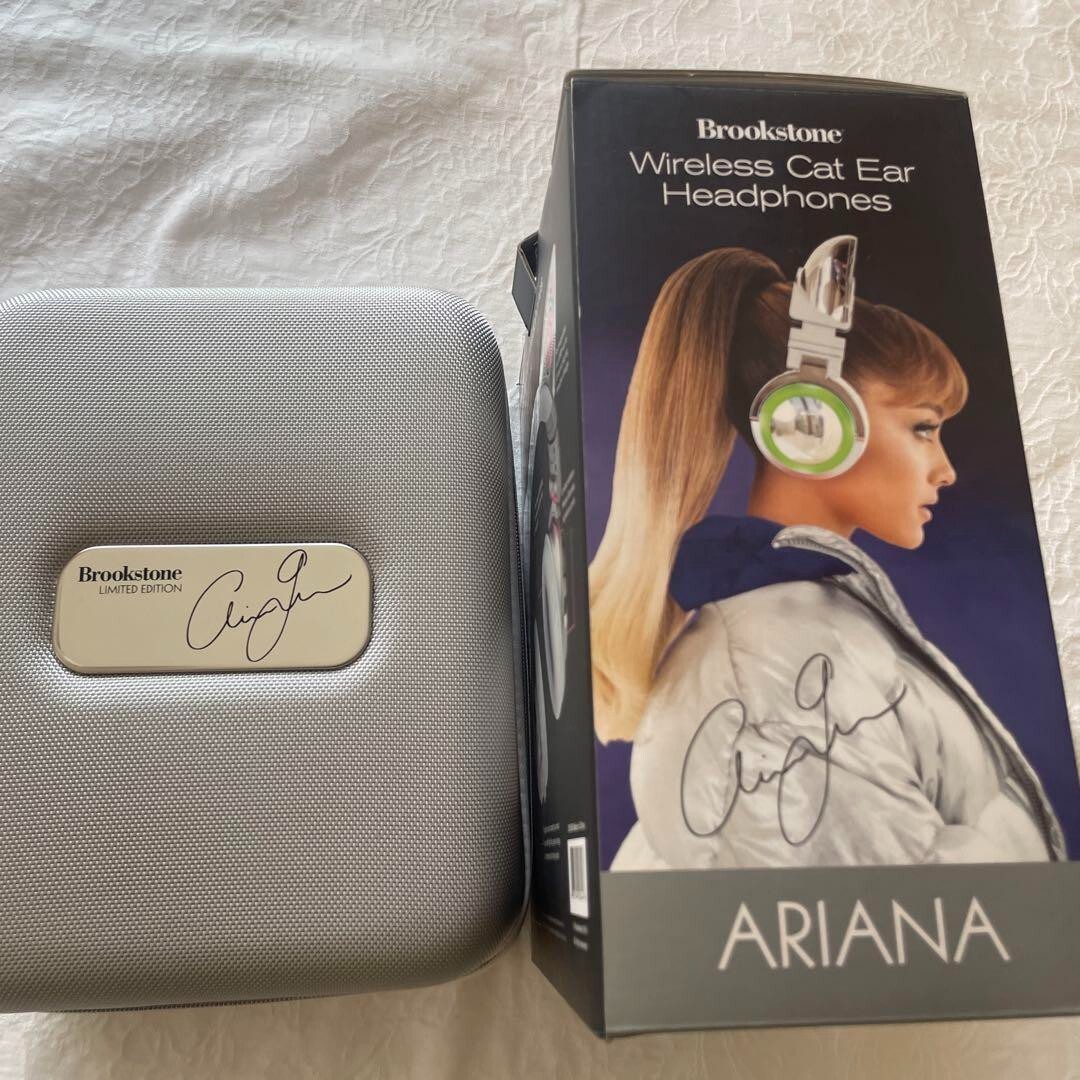 Brookstone
Wireless Cat Ear
Headphones
Brookstone
LIMITED EDITION
ARIANA